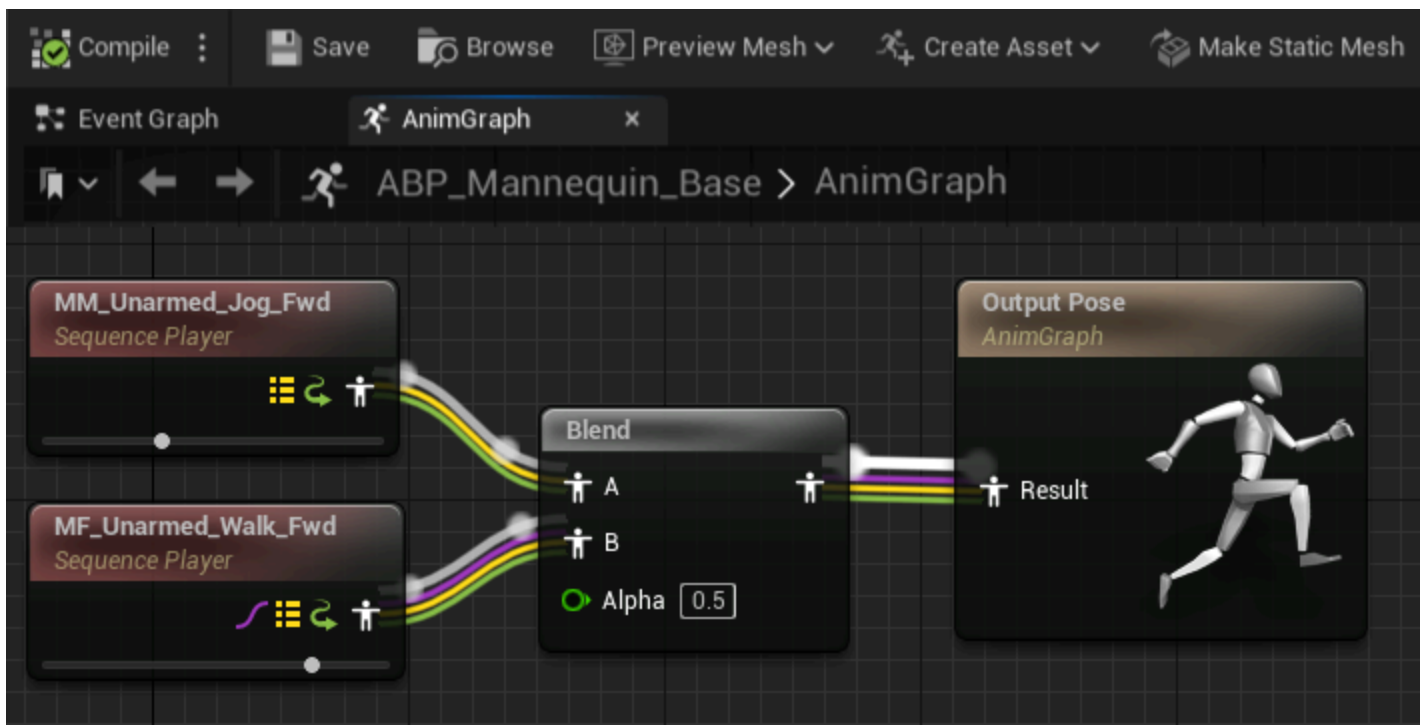 Compile
Save
Browse
Preview Mesh
Create Asset
Make Static Mesh
Event Graph
AnimGraph
ABP_Mannequin_Base > AnimGraph
MM_Unarmed_Jog_Fwd
Sequence Player
MF_Unarmed_Walk_Fwd
Sequence Player
Blend
A
B
Alpha 0.5
Output Pose
AnimGraph
Result